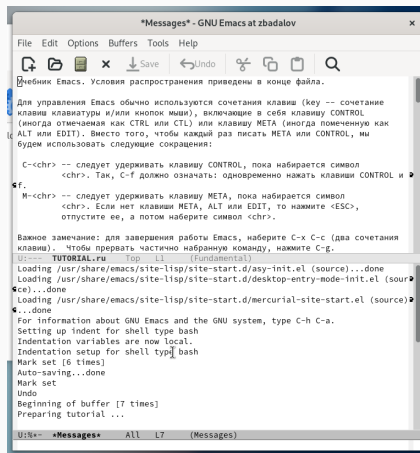 *Messages* - GNU Emacs at zbadalov
File Edit Options Buffers Tools Help
Save Undo
Учебник Emacs. Условия распространения приведены в конце файла.
Для управления Emacs обычно используются сочетания клавиш (key -- сочетание
клавиш клавиатуры и/или кнопок мыши), включающие в себя клавишу CONTROL
(иногда отмечаемая как CTRL или CTL) или клавишу META (иногда помеченную как
ALT или EDIT). Вместо того, чтобы каждый раз писать META или CONTROL, мы
будем использовать следующие сокращения:
C-<chr> -- следует удерживать клавишу CONTROL, пока набирается символ
<chr>. Так, C-f должно означать: одновременно нажать клавиши CONTROL и
f.
M-<chr> -- следует удерживать клавишу META, пока набирается символ
<chr>. Если нет клавиши META, ALT или EDIT, то нажмите <ESC>,
отпустите ее, а потом наберите символ <chr>.
Важное замечание: для завершения работы Emacs, наберите C-x C-c (два сочетания
клавиш). Чтобы прервать частично набранную команду, нажмите C-g.
U:--- TUTORIAL.ru Top L1 (Fundamental)
Loading /usr/share/emacs/site-lisp/site-start.d/asy-init.el (source)...done
Loading /usr/share/emacs/site-lisp/site-start.d/desktop-entry-mode-init.el (sour
ce)...done
Loading /usr/share/emacs/site-lisp/site-start.d/mercurial-site-start.el (source)
...done
For information about GNU Emacs and the GNU system, type C-h C-a.
Setting up indent for shell type bash
Indentation variables are now local.
Indentation setup for shell type bash
Mark set [6 times]
Auto-saving...done
Mark set
Undo
Beginning of buffer [7 times]
Preparing tutorial ...
U:%*- *Messages* All L7 (Messages)